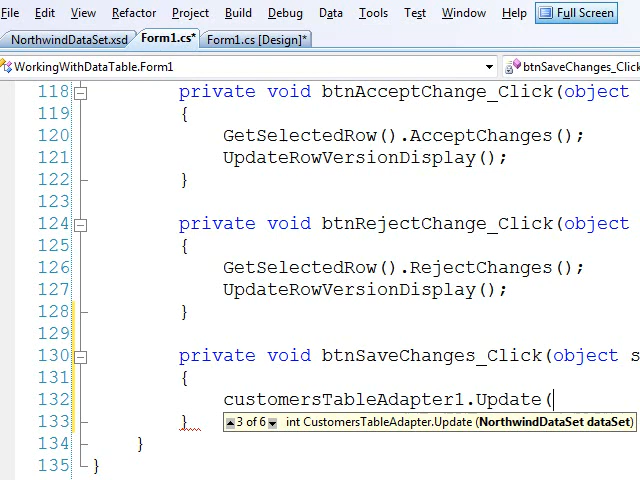 File Edit View Refactor Project Build Debug Data Tools Test Window Help Full Screen
NorthwindDataSet.xsd Form1.cs* Form1.cs [Design]*
WorkingWithDataTable.Form1 btnSaveChanges_Click
118 private void btnAcceptChange_Click(object
119 {
120 GetSelectedRow().AcceptChanges();
121 UpdateRowVersionDisplay();
122 }
123
124 private void btnRejectChange_Click(object
125 {
126 GetSelectedRow().RejectChanges();
127 UpdateRowVersionDisplay();
128 }
129
130 private void btnSaveChanges_Click(object s
131 {
132 customersTableAdapter1.Update(
133 } 3 of 6 int CustomersTableAdapter.Update (NorthwindDataSet dataSet)
134 }
135 }